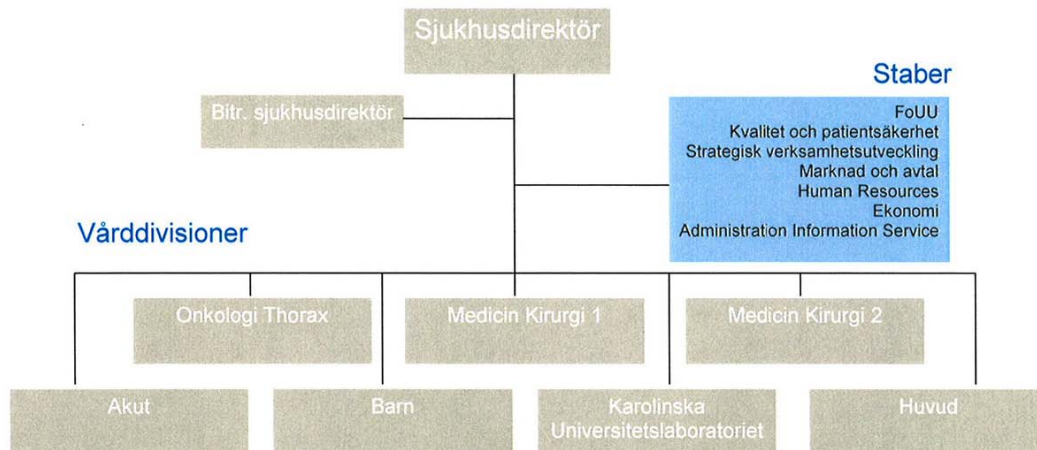 Sjukhusdirektör
Staber
Bitr. sjukhusdirektör
FoUU
Kvalitet och patientsäkerhet
Strategisk verksamhetsutveckling
Marknad och avtal
Human Resources
Ekonomi
Administration Information Service
Vårddivisioner
Onkologi Thorax
Medicin Kirurgi 1
Medicin Kirurgi 2
Akut
Barn
Karolinska
Universitetslaboratoriet
Huvud